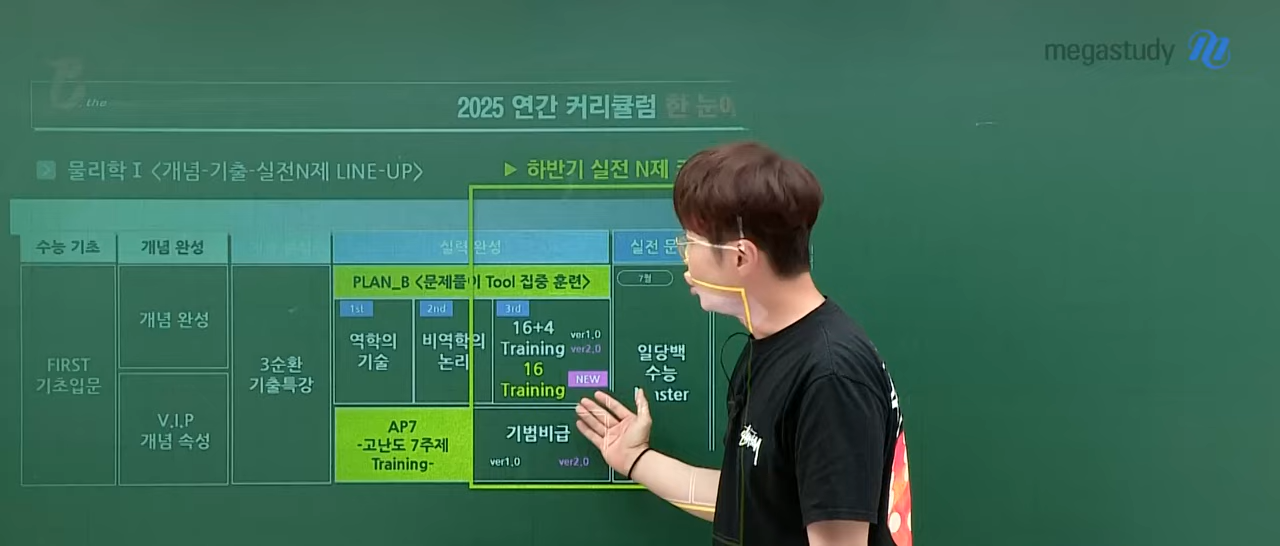 megastudy
the
2025 연간 커리큘럼 한 눈에
물리학 I <개념-기출-실전N제 LINE-UP>
▶ 하반기 실전 N제
수능 기초
개념 완성
실력 완성
실전
PLAN_B <문제풀이 Tool 집중 훈련>
7월
1st
2nd
3rd
FIRST
기초입문
개념 완성
V.I.P
개념 속성
3순환
기출특강
역학의
기술
비역학의
논리
16+4
Training
ver1.0
ver2.0
16
Training
NEW
AP7
-고난도 7주제
Training-
기범비급
ver1.0
ver2.0
일당백
수능